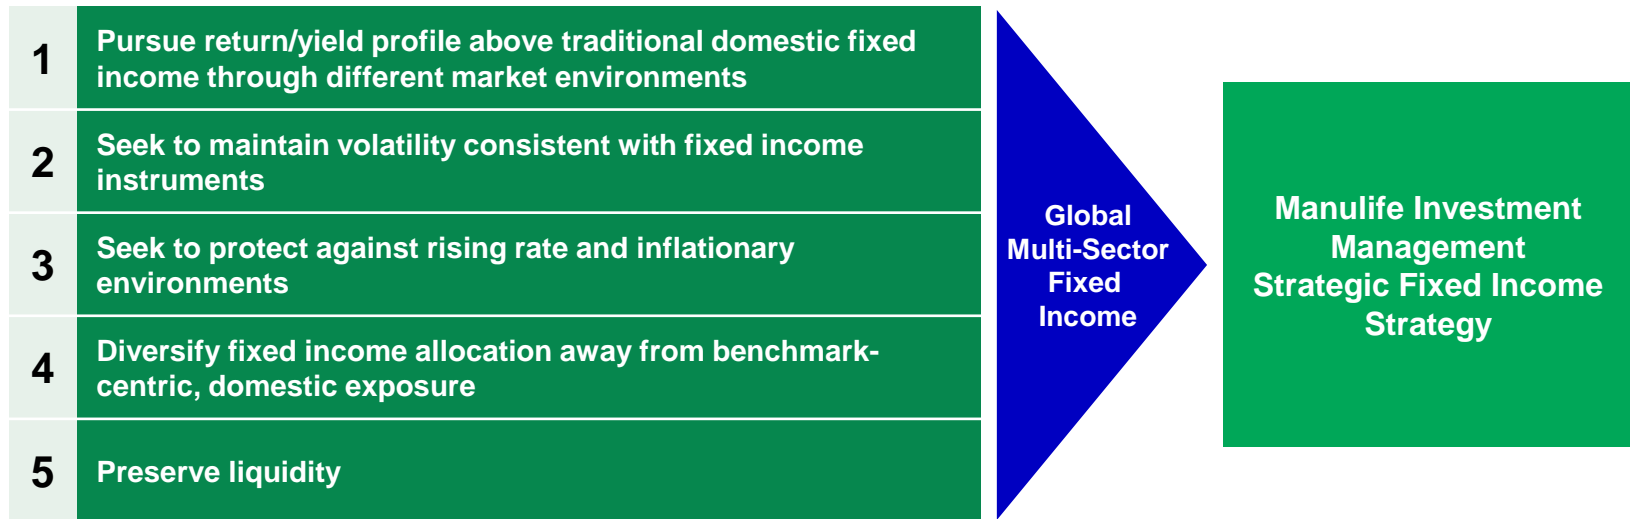 1
Pursue return/yield profile above traditional domestic fixed
income through different market environments
2
Seek to maintain volatility consistent with fixed income
instruments
3
Seek to protect against rising rate and inflationary
environments
4
Diversify fixed income allocation away from benchmark-
centric, domestic exposure
5
Preserve liquidity
Global
Multi-Sector
Fixed
Income
Manulife Investment
Management
Strategic Fixed Income
Strategy